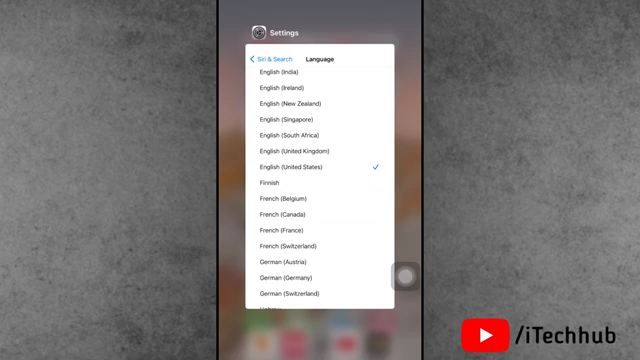 Settings
Siri & Search
Language
English (India)
English (Ireland)
English (New Zealand)
English (Singapore)
English (South Africa)
English (United Kingdom)
English (United States)
Finnish
French (Belgium)
French (Canada)
French (France)
French (Switzerland)
German (Austria)
German (Germany)
German (Switzerland)
/iTechhub